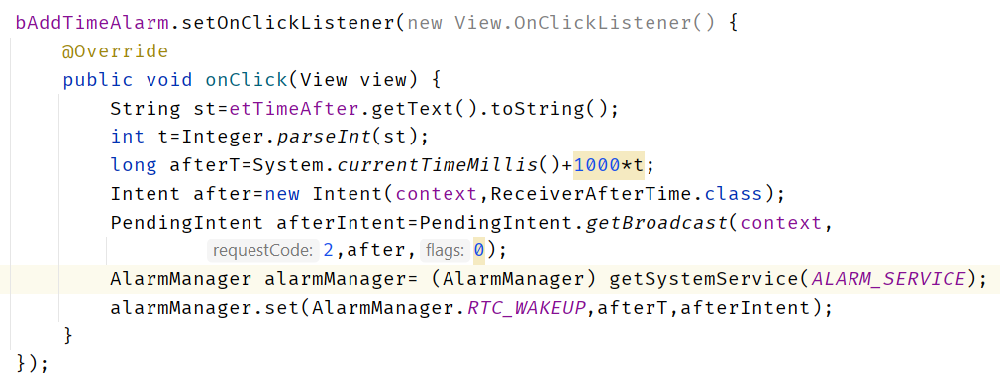 bAddTimeAlarm.setOnClickListener(new View.OnClickListener() {
@Override
public void onClick(View view) {
String st=etTimeAfter.getText().toString();
int t=Integer.parseInt(st);
long afterT=System.currentTimeMillis()+1000*t;
Intent after=new Intent(context,ReceiverAfterTime.class);
PendingIntent afterIntent=PendingIntent.getBroadcast(context,
requestCode: 2,after, flags: 0);
AlarmManager alarmManager= (AlarmManager) getSystemService(ALARM_SERVICE);
alarmManager.set(AlarmManager.RTC_WAKEUP,afterT,afterIntent);
}
});